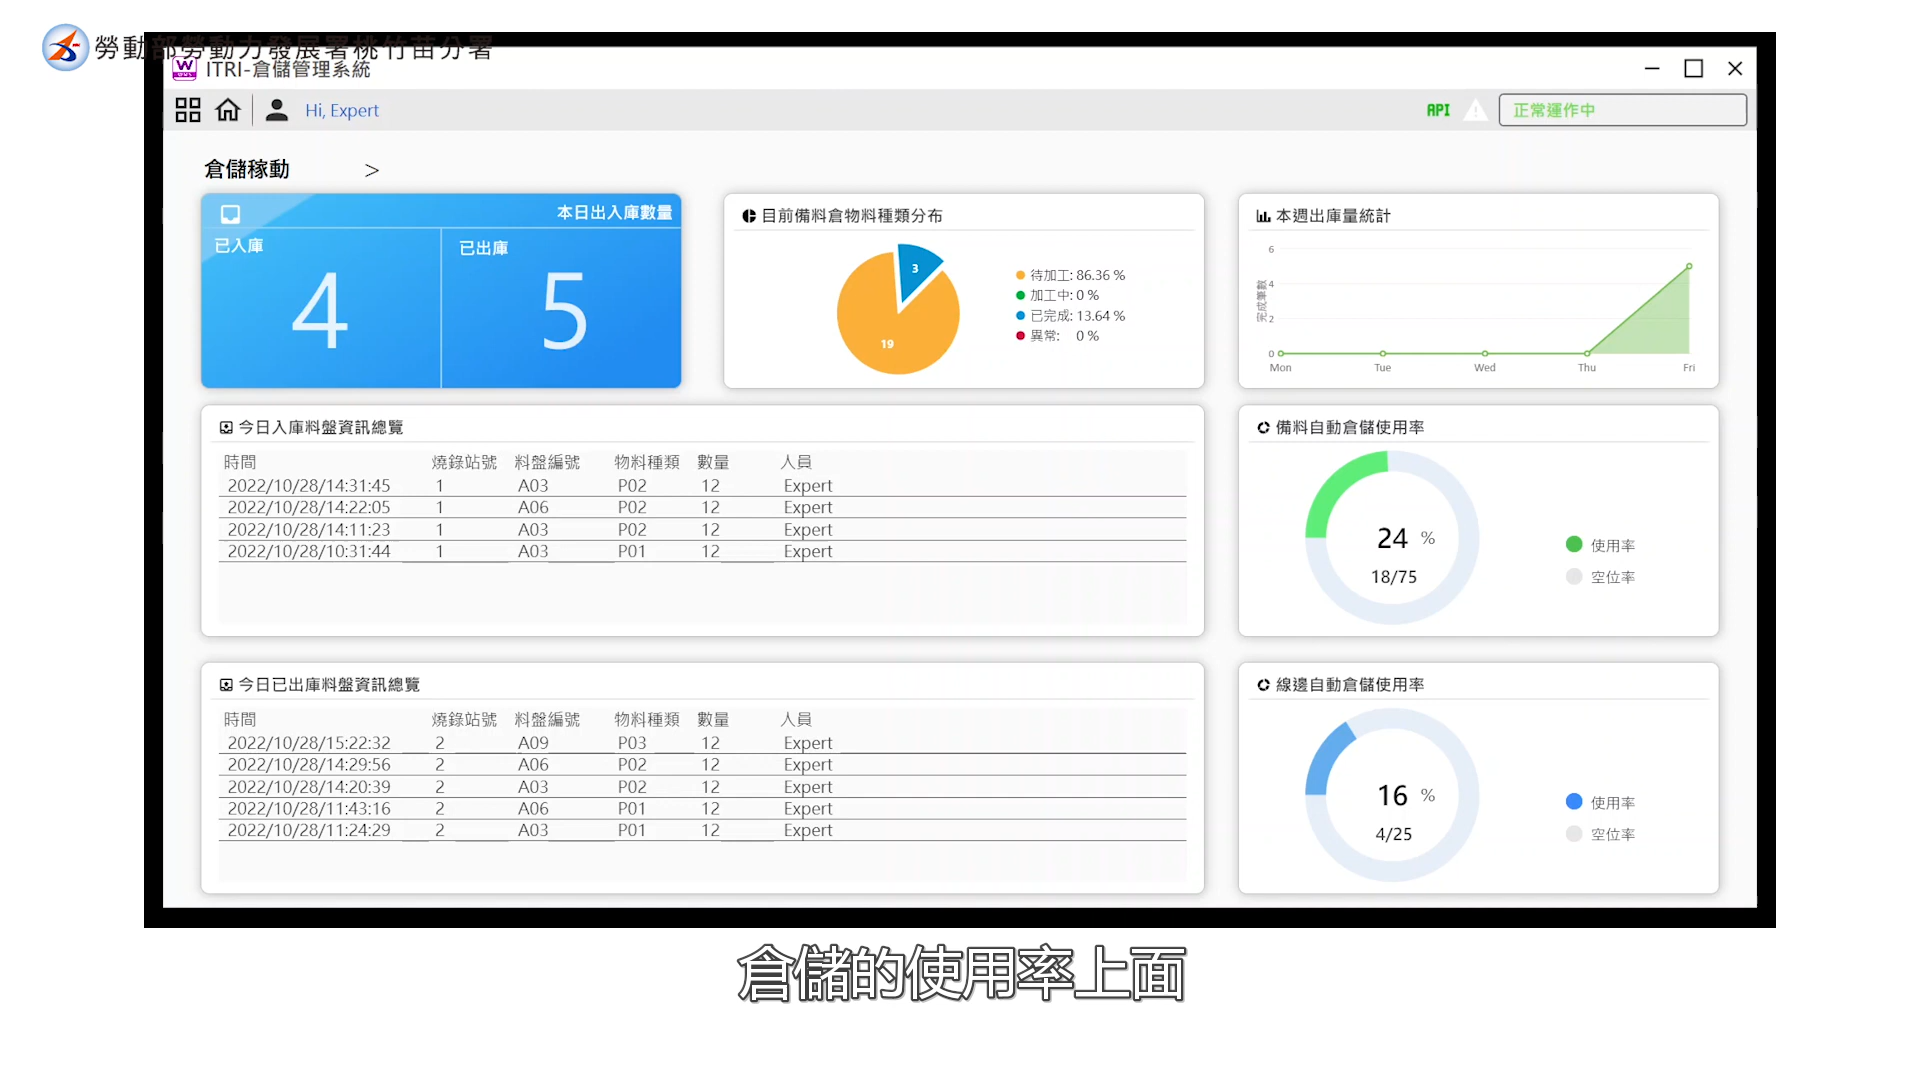 勞動部勞動力發展署桃竹苗分署
ITRI-倉儲管理系統
Hi, Expert
API
正常運作中
倉儲稼動 >
本日出入庫數量
已入庫 已出庫
4 5
目前備料倉物料種類分布
3
19
待加工: 86.36 %
加工中: 0 %
已完成: 13.64 %
異常: 0 %
本週出庫量統計
完成筆數
6
4
2
0
Mon Tue Wed Thu Fri
今日入庫料盤資訊總覽
時間 燒錄站號 料盤編號 物料種類 數量 人員
2022/10/28/14:31:45 1 A03 P02 12 Expert
2022/10/28/14:22:05 1 A06 P02 12 Expert
2022/10/28/14:11:23 1 A03 P02 12 Expert
2022/10/28/10:31:44 1 A03 P01 12 Expert
備料自動倉儲使用率
24 %
18/75
使用率
空位率
今日已出庫料盤資訊總覽
時間 燒錄站號 料盤編號 物料種類 數量 人員
2022/10/28/15:22:32 2 A09 P03 12 Expert
2022/10/28/14:29:56 2 A06 P02 12 Expert
2022/10/28/14:20:39 2 A03 P02 12 Expert
2022/10/28/11:43:16 2 A06 P01 12 Expert
2022/10/28/11:24:29 2 A03 P01 12 Expert
線邊自動倉儲使用率
16 %
4/25
使用率
空位率
倉儲的使用率上面